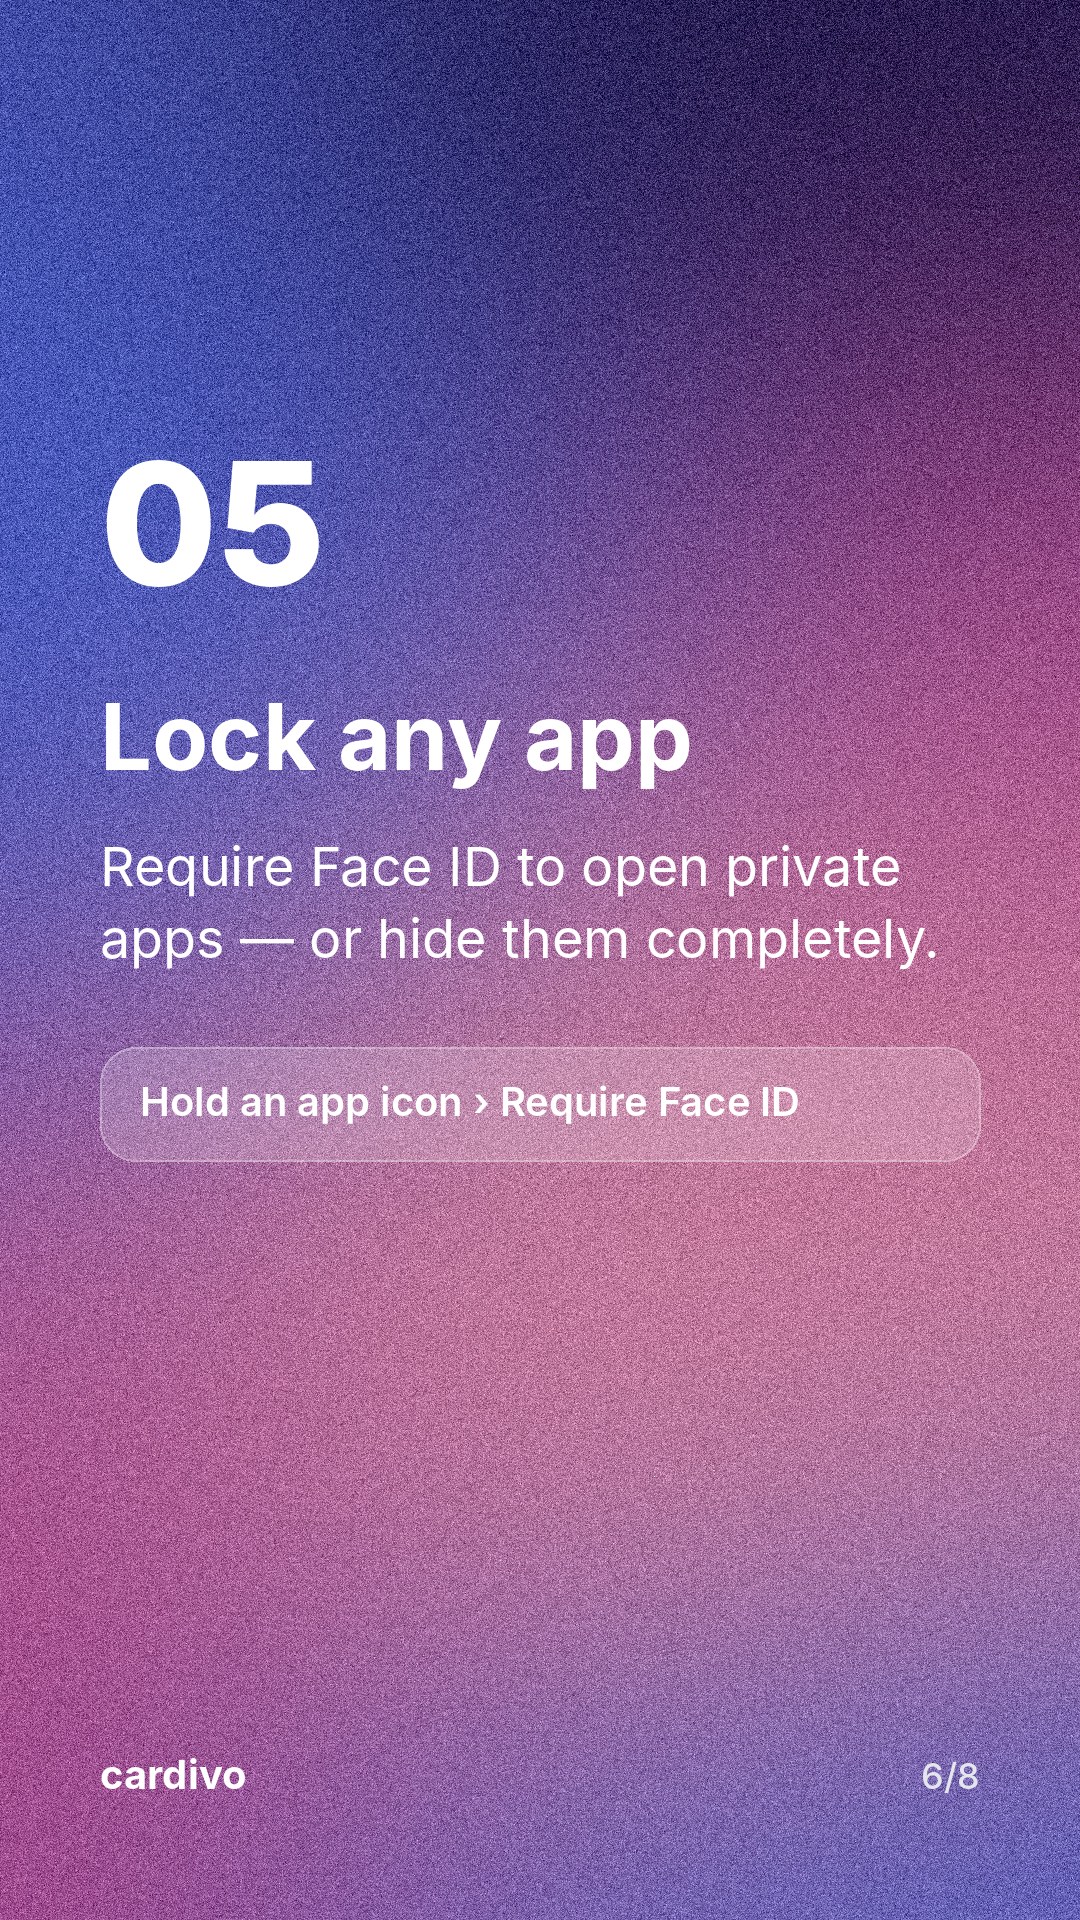 05
Lock any app
Require Face ID to open private
apps — or hide them completely.
Hold an app icon › Require Face ID
cardivo
6/8